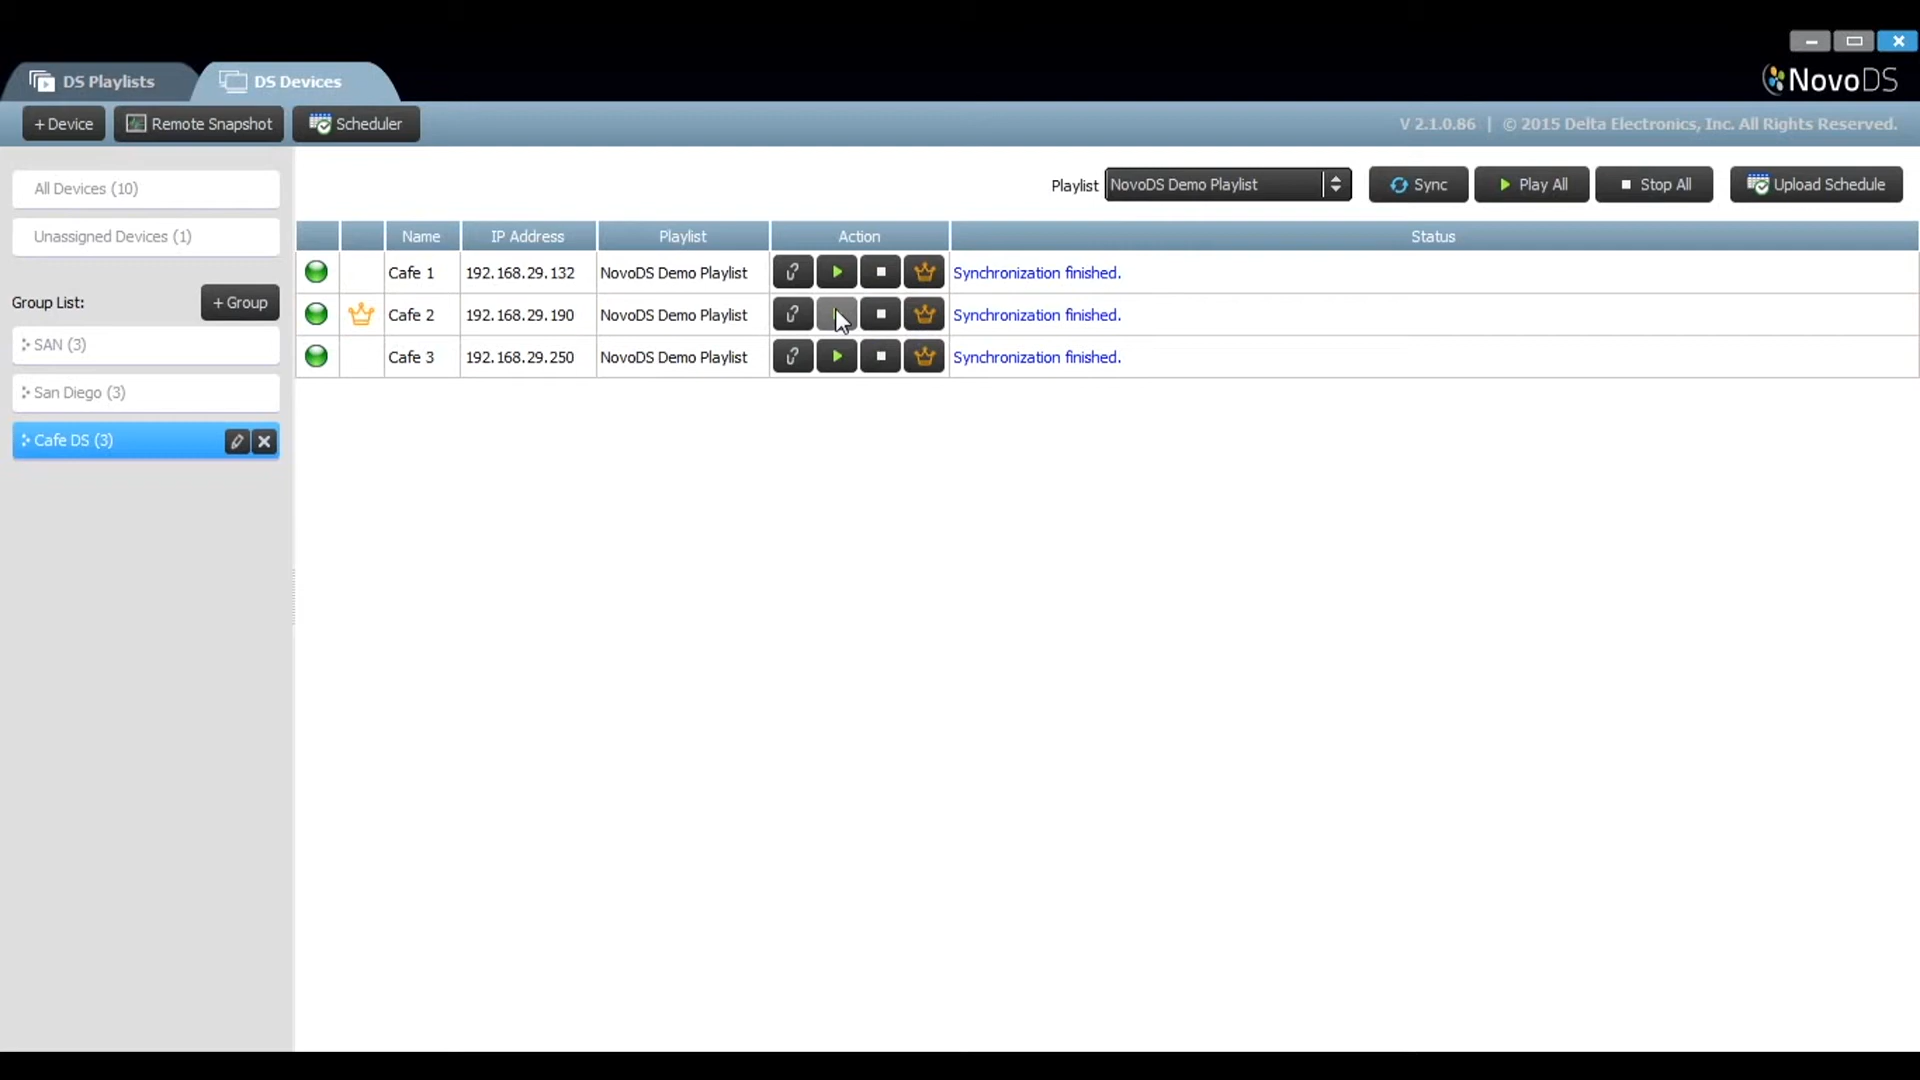 DS Playlists
DS Devices
NovoDS
+ Device
Remote Snapshot
Scheduler
V 2.1.0.86 | © 2015 Delta Electronics, Inc. All Rights Reserved.
All Devices (10)
Unassigned Devices (1)
Group List:
+ Group
SAN (3)
San Diego (3)
Cafe DS (3)
Playlist NovoDS Demo Playlist Sync Play All Stop All Upload Schedule
Name IP Address Playlist Action Status
Cafe 1 192.168.29.132 NovoDS Demo Playlist Synchronization finished.
Cafe 2 192.168.29.190 NovoDS Demo Playlist Synchronization finished.
Cafe 3 192.168.29.250 NovoDS Demo Playlist Synchronization finished.